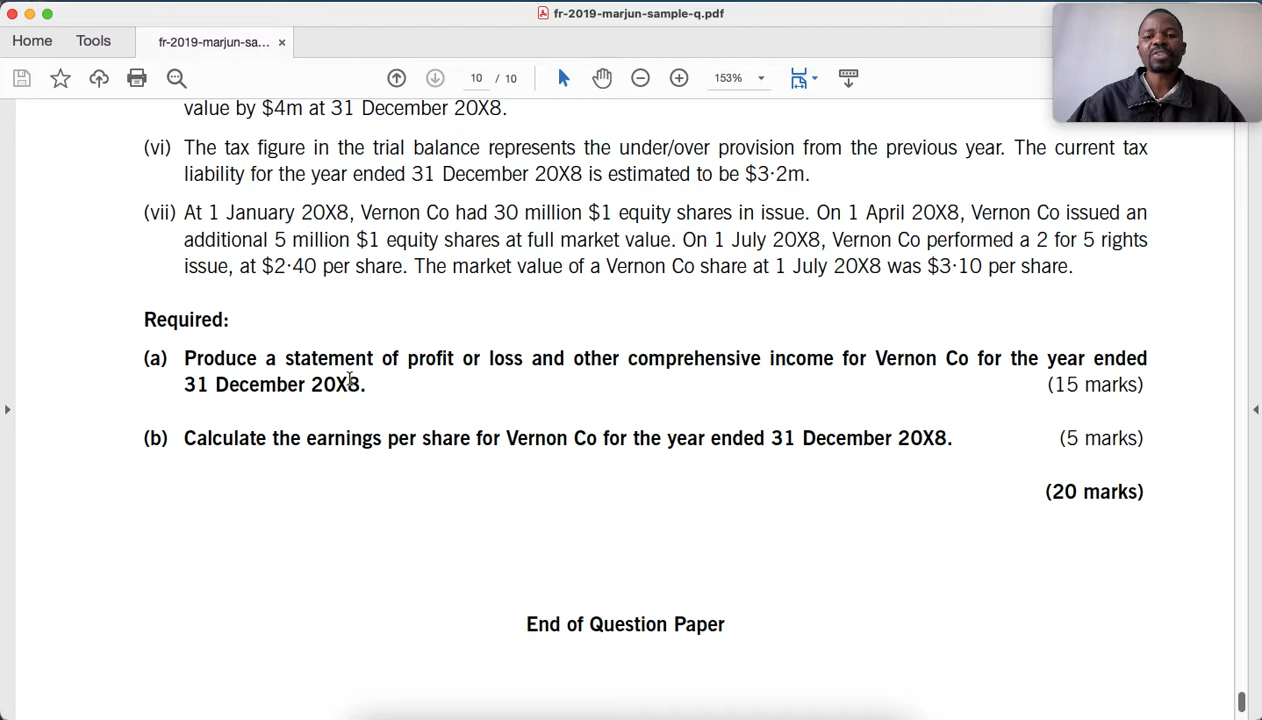 fr-2019-marjun-sample-q.pdf
Home Tools fr-2019-marjun-sa... ×
10 / 10 153%
value by $4m at 31 December 20X8.
(vi) The tax figure in the trial balance represents the under/over provision from the previous year. The current tax
liability for the year ended 31 December 20X8 is estimated to be $3·2m.
(vii) At 1 January 20X8, Vernon Co had 30 million $1 equity shares in issue. On 1 April 20X8, Vernon Co issued an
additional 5 million $1 equity shares at full market value. On 1 July 20X8, Vernon Co performed a 2 for 5 rights
issue, at $2·40 per share. The market value of a Vernon Co share at 1 July 20X8 was $3·10 per share.
Required:
(a) Produce a statement of profit or loss and other comprehensive income for Vernon Co for the year ended
31 December 20X8. (15 marks)
(b) Calculate the earnings per share for Vernon Co for the year ended 31 December 20X8. (5 marks)
(20 marks)
End of Question Paper